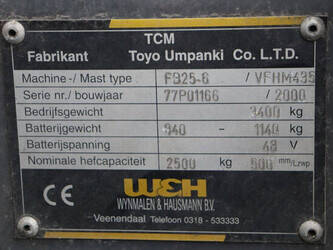 TCM
Fabrikant Toyo Umpanki Co. L.T.D.
Machine-/ Mast type FB25-6 / VFHM435
Serie nr./ bouwjaar 77P01166 / 2000
Bedrijfsgewicht 3400 kg
Batterijgewicht 940 - 1140 kg
Batterijspanning 48 V
Nominale hefcapaciteit 2500 kg 500 mm/Lzwp
CE W&H
WYNMALEN & HAUSMANN B.V.
Veenendaal Telefoon 0318 - 533333